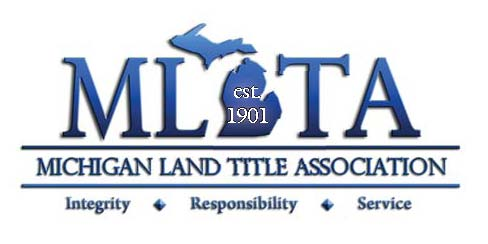 MLTA
est.
1901
MICHIGAN LAND TITLE ASSOCIATION
Integrity ◆ Responsibility ◆ Service